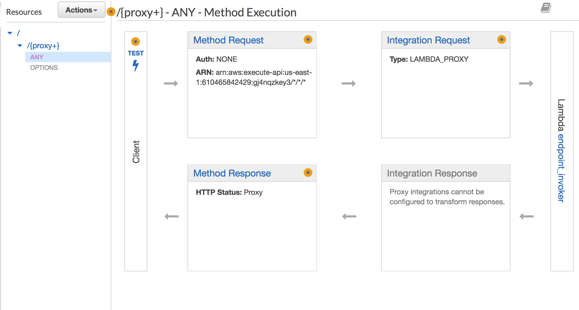 Resources
Actions
/{proxy+} - ANY - Method Execution
/
/{proxy+}
ANY
OPTIONS
TEST
Client
Method Request
Auth: NONE
ARN: arn:aws:execute-api:us-east-
1:610465842429:gj4nqzkey3/*/*/*
Integration Request
Type: LAMBDA_PROXY
Method Response
HTTP Status: Proxy
Integration Response
Proxy integrations cannot be
configured to transform responses.
Lambda endpoint_invoker